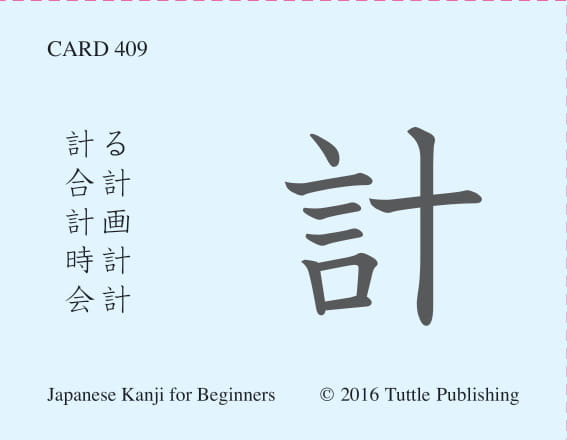 CARD 409
計る
合計
計画
時計
会計
計
Japanese Kanji for Beginners
© 2016 Tuttle Publishing